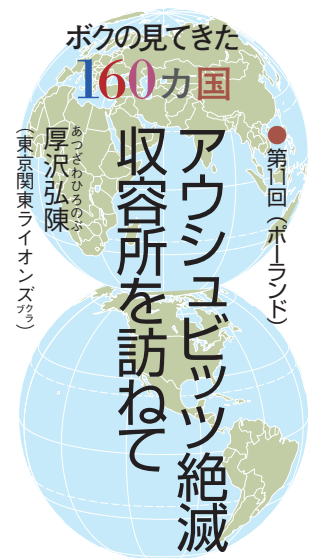 ボクの見てきた
160カ国
●第11回（ポーランド）
アウシュビッツ絶滅
収容所を訪ねて
あつざわひろのぶ
厚沢弘陳
（東京関東ライオンズクラブ）